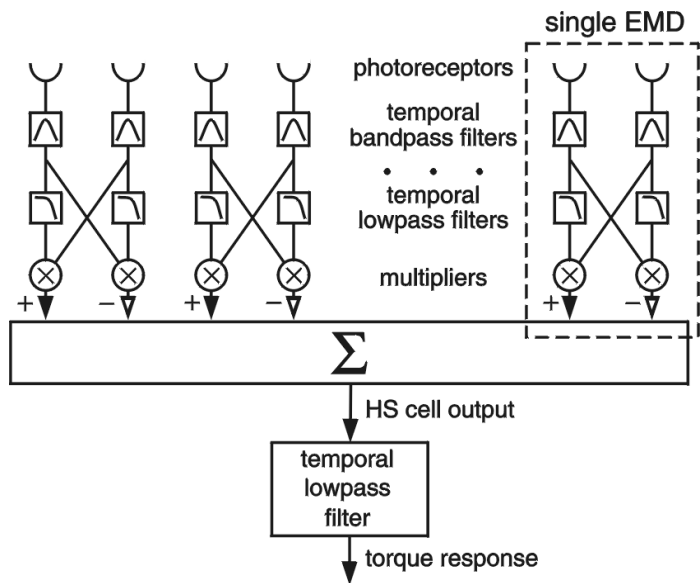 single EMD
photoreceptors
temporal
bandpass filters
. . .
temporal
lowpass filters
multipliers
+ − + − + −
Σ
HS cell output
temporal
lowpass
filter
torque response